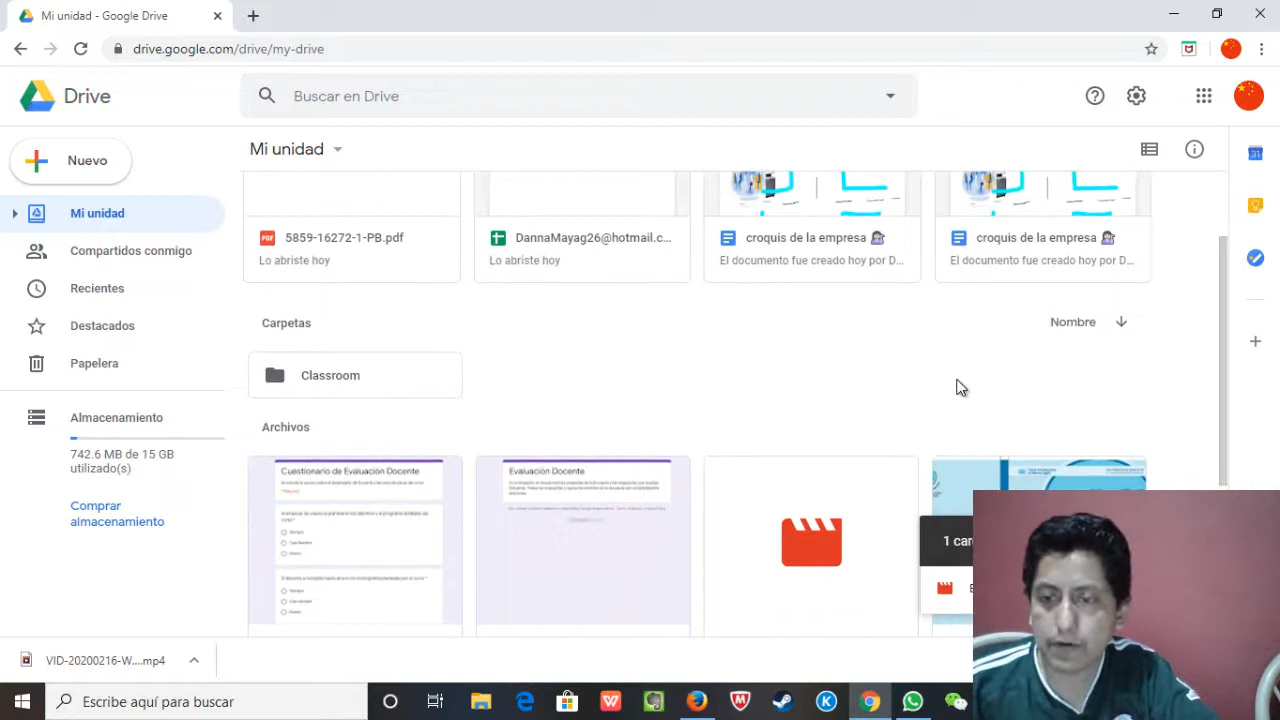 Mi unidad - Google Drive
drive.google.com/drive/my-drive
Drive
Buscar en Drive
Nuevo
Mi unidad
Mi unidad
Compartidos conmigo
Recientes
Destacados
Papelera
Almacenamiento
742.6 MB de 15 GB
utilizado(s)
Comprar
almacenamiento
5859-16272-1-PB.pdf
Lo abriste hoy
DannaMayag26@hotmail.c...
Lo abriste hoy
croquis de la empresa
El documento fue creado hoy por D...
croquis de la empresa
El documento fue creado hoy por D...
Carpetas
Nombre
Classroom
Archivos
Cuestionario de Evaluación Docente
Evaluación Docente
1 car
31
VID-20200216-W....mp4
Escribe aquí para buscar